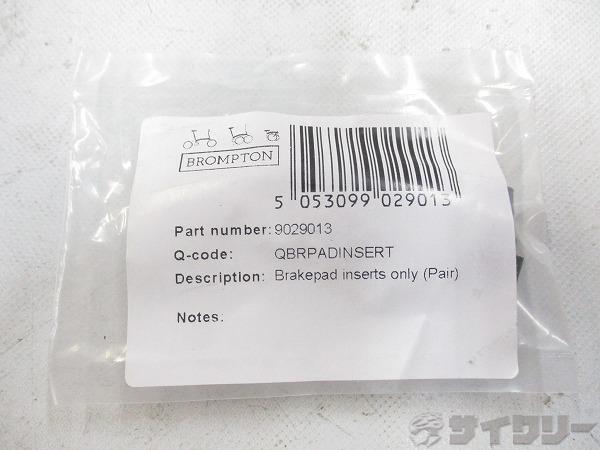 BROMPTON
5 053099 029013
Part number: 9029013
Q-code: QBRPADINSERT
Description: Brakepad inserts only (Pair)
Notes:
サイクリー